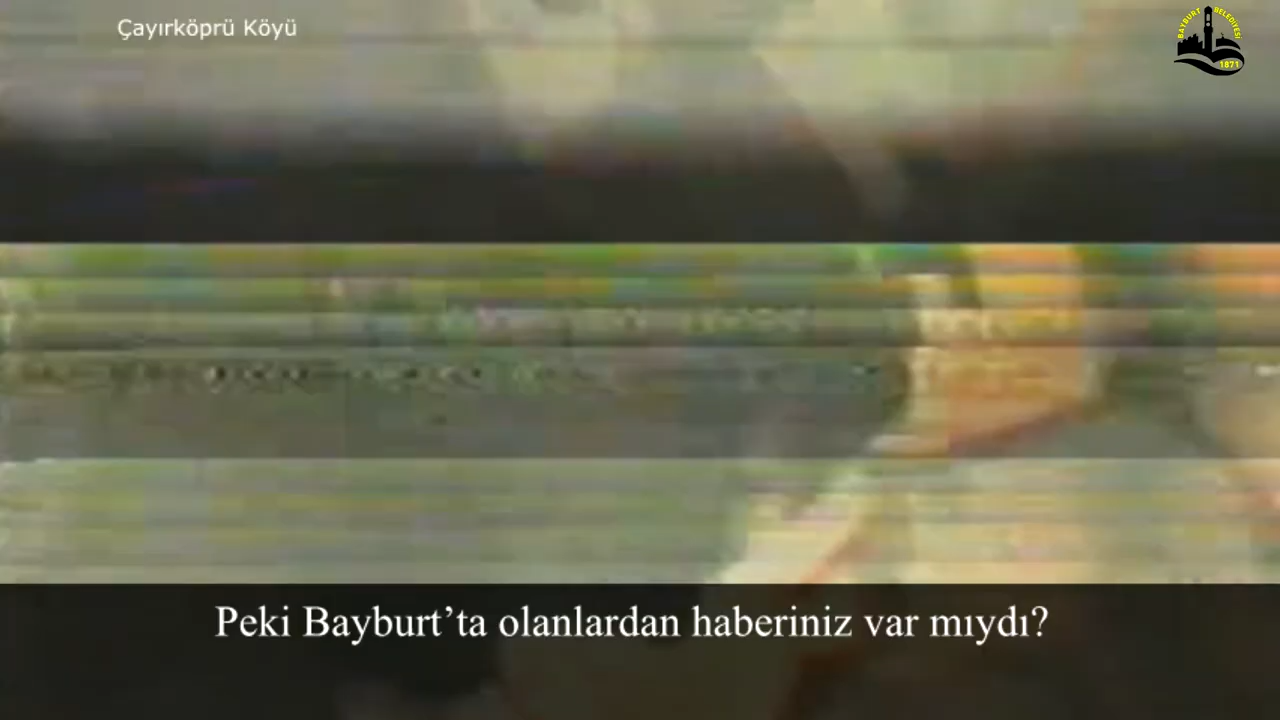 Çayırköprü Köyü
BAYBURT BELEDİYESİ
1871
Peki Bayburt’ta olanlardan haberiniz var mıydı?